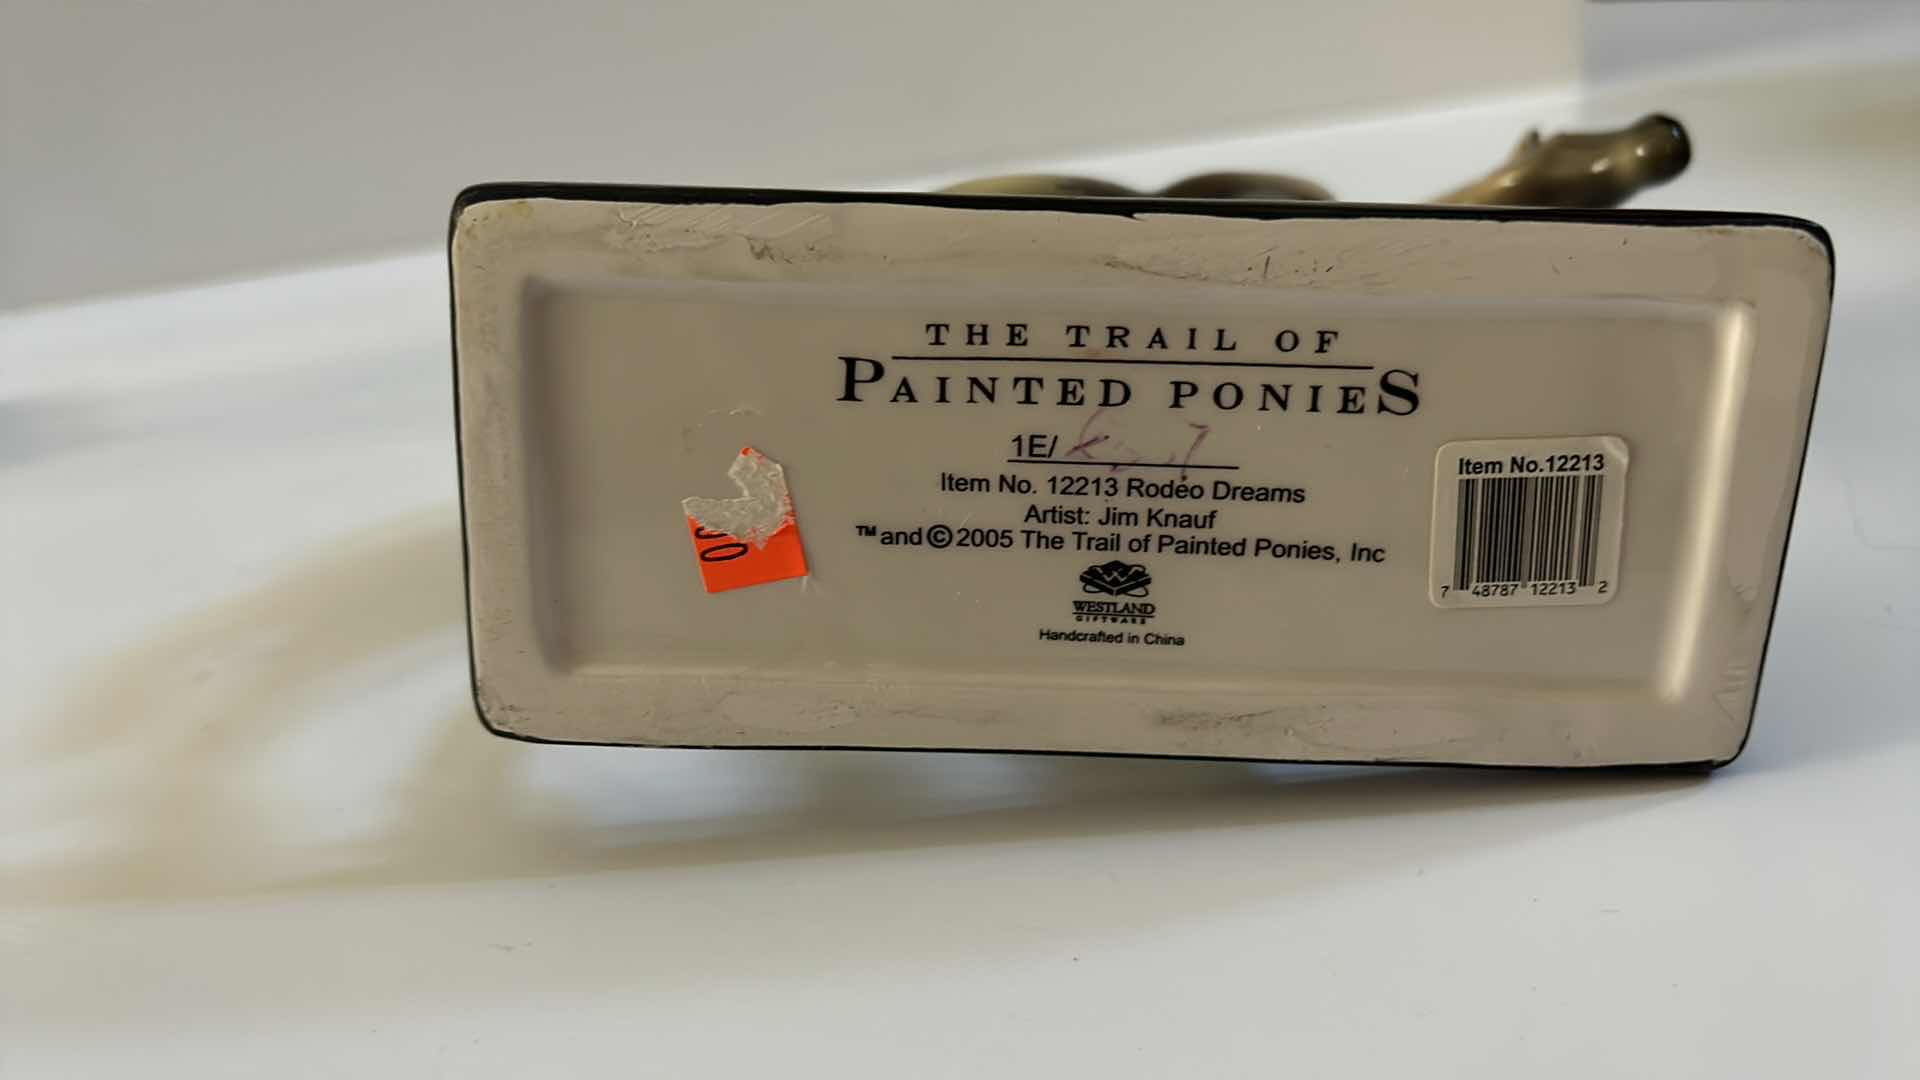 THE TRAIL OF
PAINTED PONIES
1E/
Item No. 12213 Rodeo Dreams
Artist: Jim Knauf
™ and © 2005 The Trail of Painted Ponies, Inc
WESTLAND
GIFTWARE
Handcrafted in China
Item No.12213
7 48787 12213 2